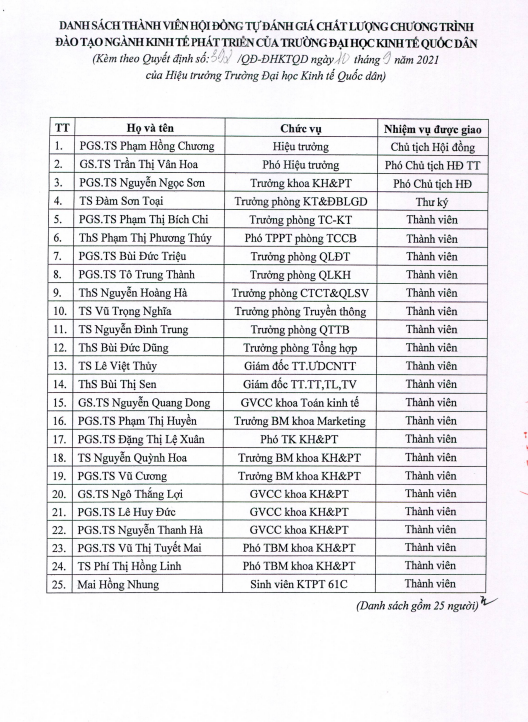 DANH SÁCH THÀNH VIÊN HỘI ĐỒNG TỰ ĐÁNH GIÁ CHẤT LƯỢNG CHƯƠNG TRÌNH
ĐÀO TẠO NGÀNH KINH TẾ PHÁT TRIỂN CỦA TRƯỜNG ĐẠI HỌC KINH TẾ QUỐC DÂN
(Kèm theo Quyết định số: /QĐ-ĐHKTQD ngày 10 tháng 9 năm 2021
của Hiệu trưởng Trường Đại học Kinh tế Quốc dân)
TT Họ và tên Chức vụ Nhiệm vụ được giao
1. PGS.TS Phạm Hồng Chương Hiệu trưởng Chủ tịch Hội đồng
2. GS.TS Trần Thị Vân Hoa Phó Hiệu trưởng Phó Chủ tịch HĐ TT
3. PGS.TS Nguyễn Ngọc Sơn Trưởng khoa KH&PT Phó Chủ tịch HĐ
4. TS Đàm Sơn Toại Trưởng phòng KT&ĐBLGD Thư ký
5. PGS.TS Phạm Thị Bích Chi Trưởng phòng TC-KT Thành viên
6. ThS Phạm Thị Phương Thúy Phó TPPT phòng TCCB Thành viên
7. PGS.TS Bùi Đức Triệu Trưởng phòng QLĐT Thành viên
8. PGS.TS Tô Trung Thành Trưởng phòng QLKH Thành viên
9. ThS Nguyễn Hoàng Hà Trưởng phòng CTCT&QLSV Thành viên
10. TS Vũ Trọng Nghĩa Trưởng phòng Truyền thông Thành viên
11. TS Nguyễn Đình Trung Trưởng phòng QTTB Thành viên
12. ThS Bùi Đức Dũng Trưởng phòng Tổng hợp Thành viên
13. TS Lê Việt Thủy Giám đốc TT.ƯDCNTT Thành viên
14. ThS Bùi Thị Sen Giám đốc TT.TT,TL,TV Thành viên
15. GS.TS Nguyễn Quang Dong GVCC khoa Toán kinh tế Thành viên
16. PGS.TS Phạm Thị Huyền Trưởng BM khoa Marketing Thành viên
17. PGS.TS Đặng Thị Lệ Xuân Phó TK KH&PT Thành viên
18. TS Nguyễn Quỳnh Hoa Trưởng BM khoa KH&PT Thành viên
19. PGS.TS Vũ Cương Trưởng BM khoa KH&PT Thành viên
20. GS.TS Ngô Thắng Lợi GVCC khoa KH&PT Thành viên
21. PGS.TS Lê Huy Đức GVCC khoa KH&PT Thành viên
22. PGS.TS Nguyễn Thanh Hà GVCC khoa KH&PT Thành viên
23. PGS.TS Vũ Thị Tuyết Mai Phó TBM khoa KH&PT Thành viên
24. TS Phí Thị Hồng Linh Phó TBM khoa KH&PT Thành viên
25. Mai Hồng Nhung Sinh viên KTPT 61C Thành viên
(Danh sách gồm 25 người)